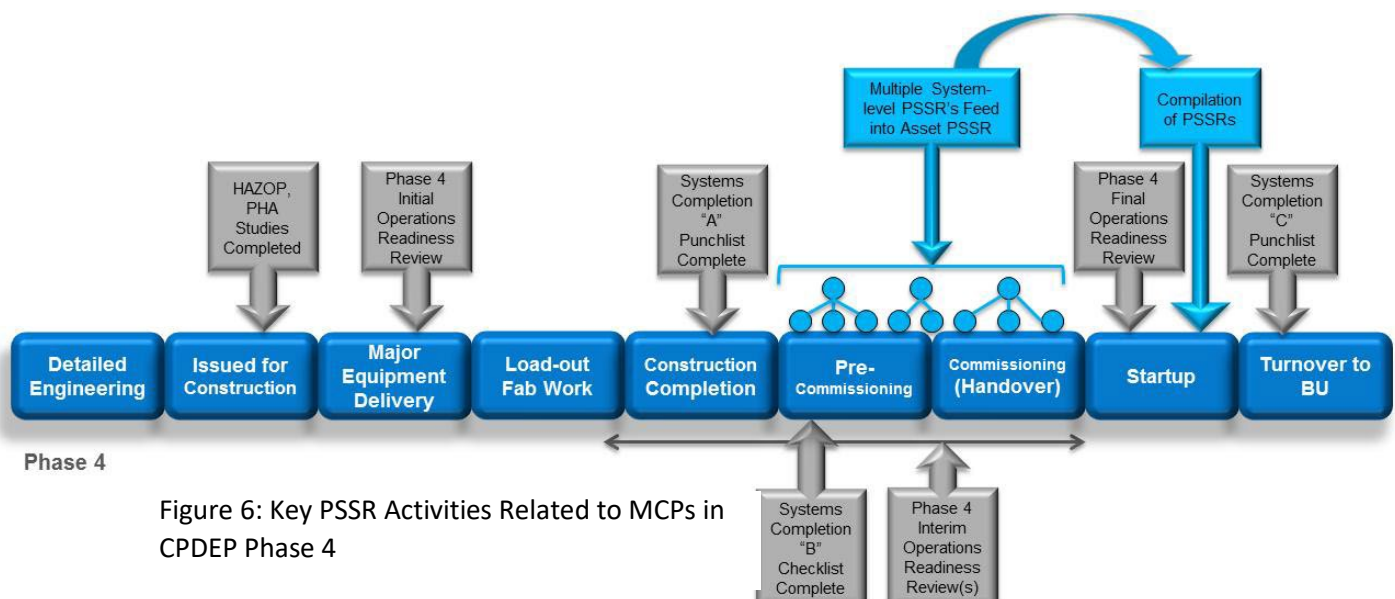 Multiple System-
level PSSR's Feed
into Asset PSSR
Compilation
of PSSRs
HAZOP,
PHA
Studies
Completed
Phase 4
Initial
Operations
Readiness
Review
Systems
Completion
"A"
Punchlist
Complete
Phase 4
Final
Operations
Readiness
Review
Systems
Completion
"C"
Punchlist
Complete
Detailed
Engineering
Issued for
Construction
Major
Equipment
Delivery
Load-out
Fab Work
Construction
Completion
Pre-
Commissioning
Commissioning
(Handover)
Startup
Turnover to
BU
Phase 4
Figure 6: Key PSSR Activities Related to MCPs in
CPDEP Phase 4
Systems
Completion
"B"
Checklist
Complete
Phase 4
Interim
Operations
Readiness
Review(s)